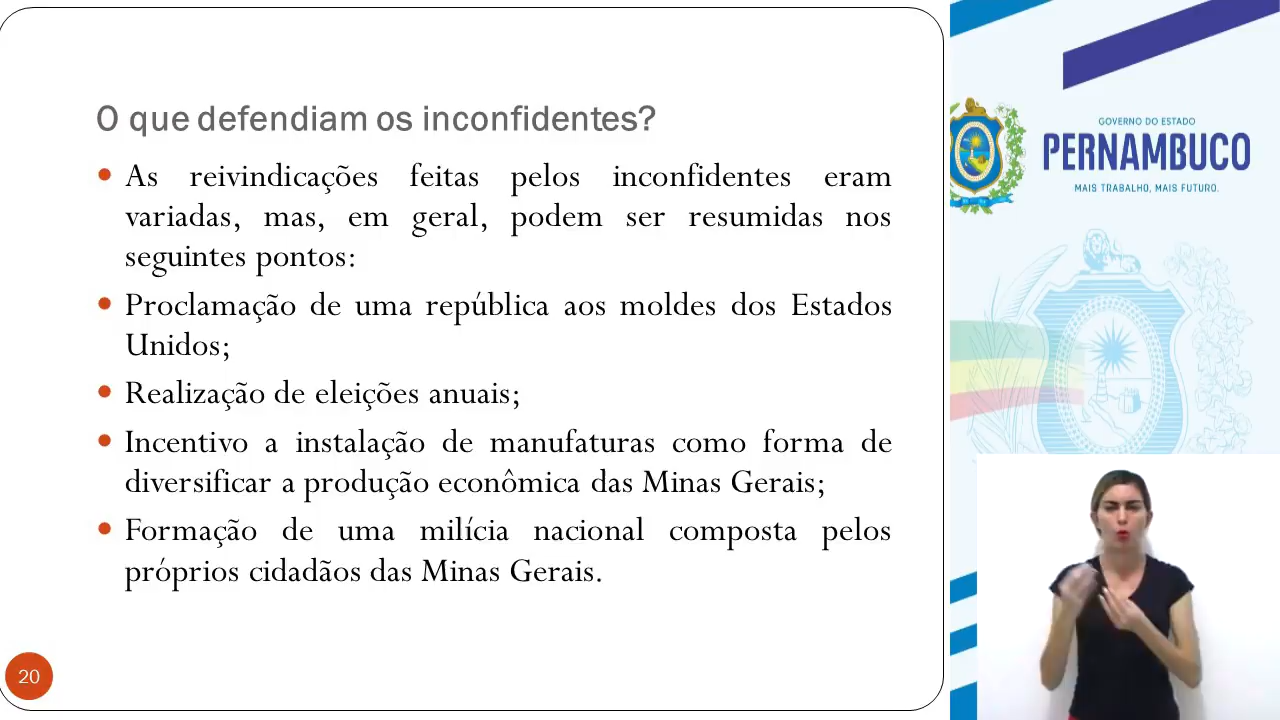 O que defendiam os inconfidentes?
As reivindicações feitas pelos inconfidentes eram
variadas, mas, em geral, podem ser resumidas nos
seguintes pontos:
Proclamação de uma república aos moldes dos Estados
Unidos;
Realização de eleições anuais;
Incentivo a instalação de manufaturas como forma de
diversificar a produção econômica das Minas Gerais;
Formação de uma milícia nacional composta pelos
próprios cidadãos das Minas Gerais.
20
GOVERNO DO ESTADO
PERNAMBUCO
MAIS TRABALHO, MAIS FUTURO.